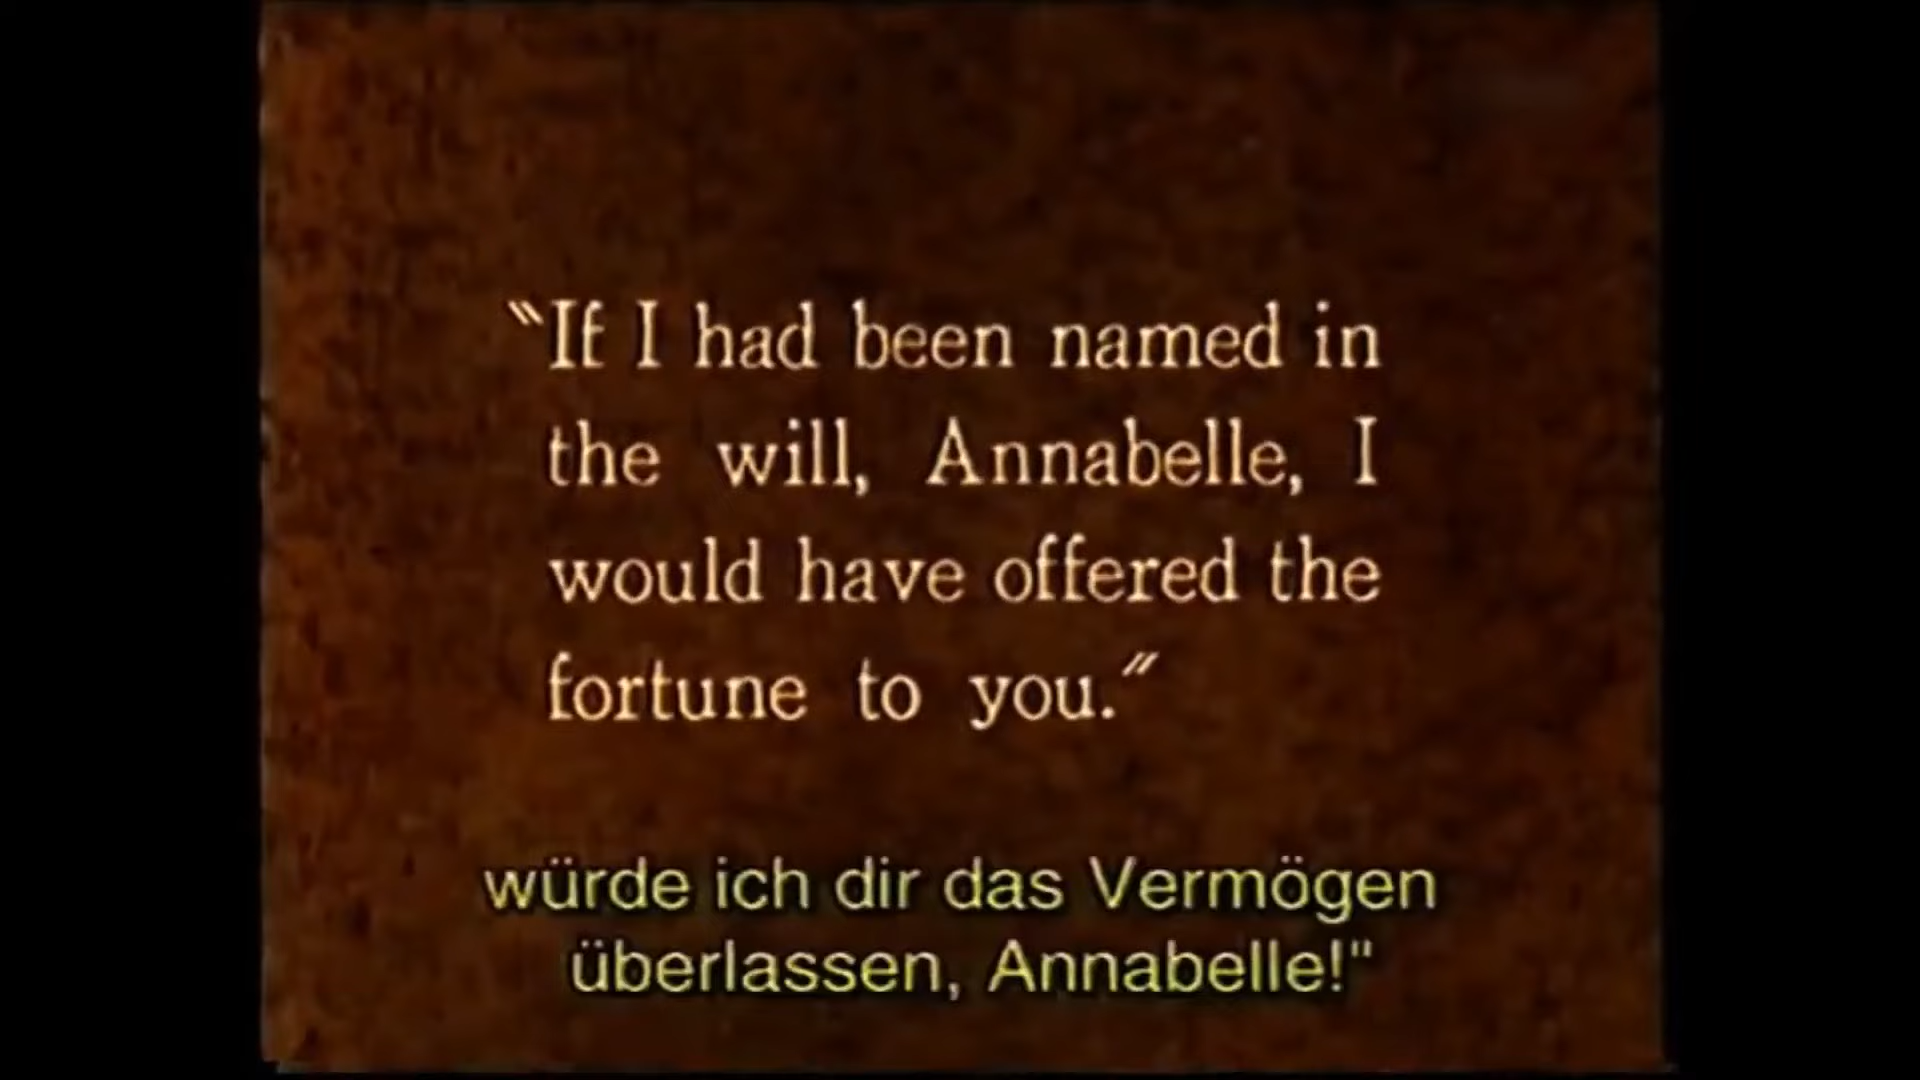 "If I had been named in
the will, Annabelle, I
would have offered the
fortune to you."
würde ich dir das Vermögen
überlassen, Annabelle!"